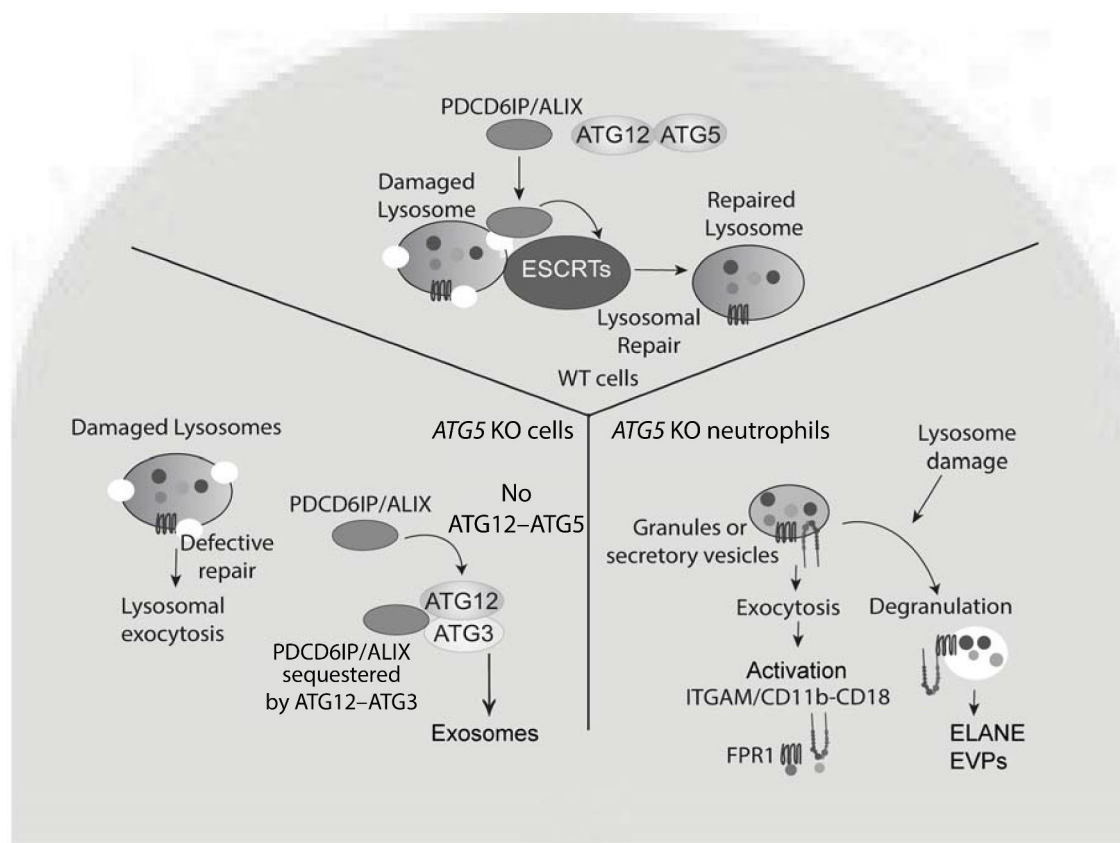 PDCD6IP/ALIX
ATG12 ATG5
Damaged
Lysosome
ESCRTs
Repaired
Lysosome
Lysosomal
Repair
WT cells
Damaged Lysosomes
Defective
repair
Lysosomal
exocytosis
ATG5 KO cells
No
ATG12–ATG5
PDCD6IP/ALIX
ATG12
ATG3
PDCD6IP/ALIX
sequestered
by ATG12–ATG3
Exosomes
ATG5 KO neutrophils
Lysosome
damage
Granules or
secretory vesicles
Exocytosis
Degranulation
Activation
ITGAM/CD11b-CD18
FPR1
ELANE
EVPs